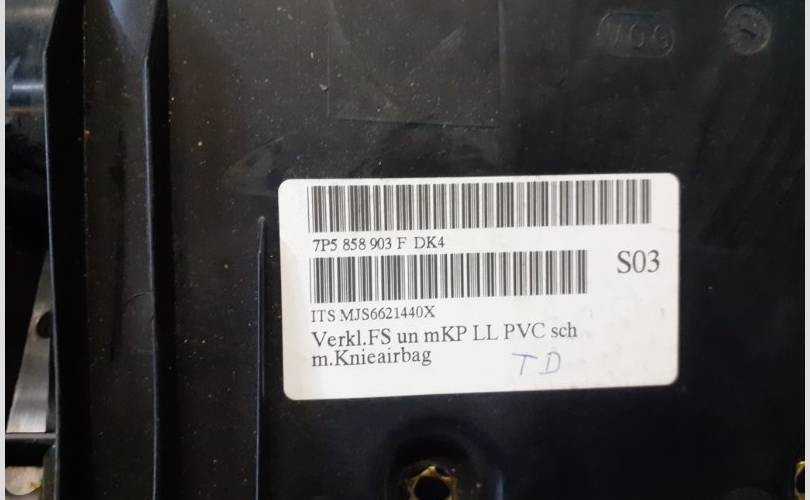 7P5 858 903 F DK4
S03
ITS MJS6621440X
Verkl.FS un mKP LL PVC sch
m.Knieairbag
TD